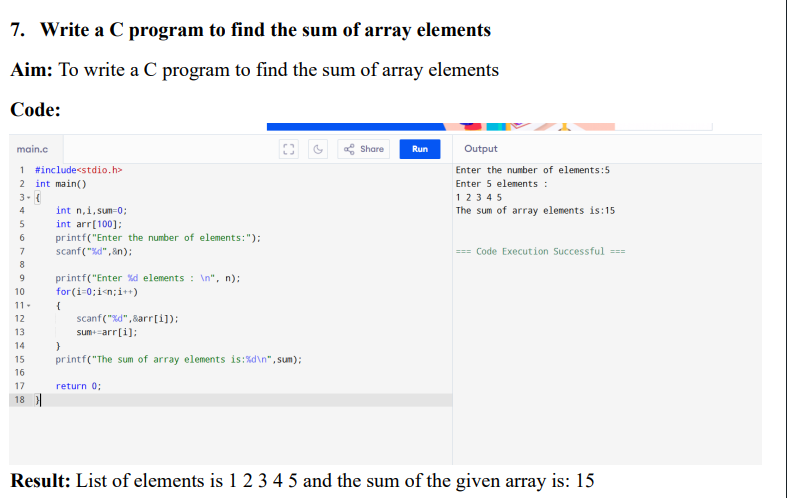 7. Write a C program to find the sum of array elements
Aim: To write a C program to find the sum of array elements
Code:
main.c
Share
Run
Output
1 #include<stdio.h>
2 int main()
3 {
4 int n,i,sum=0;
5 int arr[100];
6 printf("Enter the number of elements:");
7 scanf("%d",&n);
8
9 printf("Enter %d elements : \n", n);
10 for(i=0;i<n;i++)
11 {
12 scanf("%d",&arr[i]);
13 sum+=arr[i];
14 }
15 printf("The sum of array elements is:%d\n",sum);
16
17 return 0;
18 }
Enter the number of elements:5
Enter 5 elements :
1 2 3 4 5
The sum of array elements is:15
=== Code Execution Successful ===
Result: List of elements is 1 2 3 4 5 and the sum of the given array is: 15